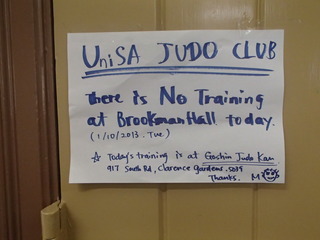 UniSA JUDO CLUB
There is No Training
at Brookman Hall today.
(1/10/2013. Tue)
☆ Today's training is at Goshin Judo Kan
917 South Rd, Clarence Gardens. 5039
Thanks.